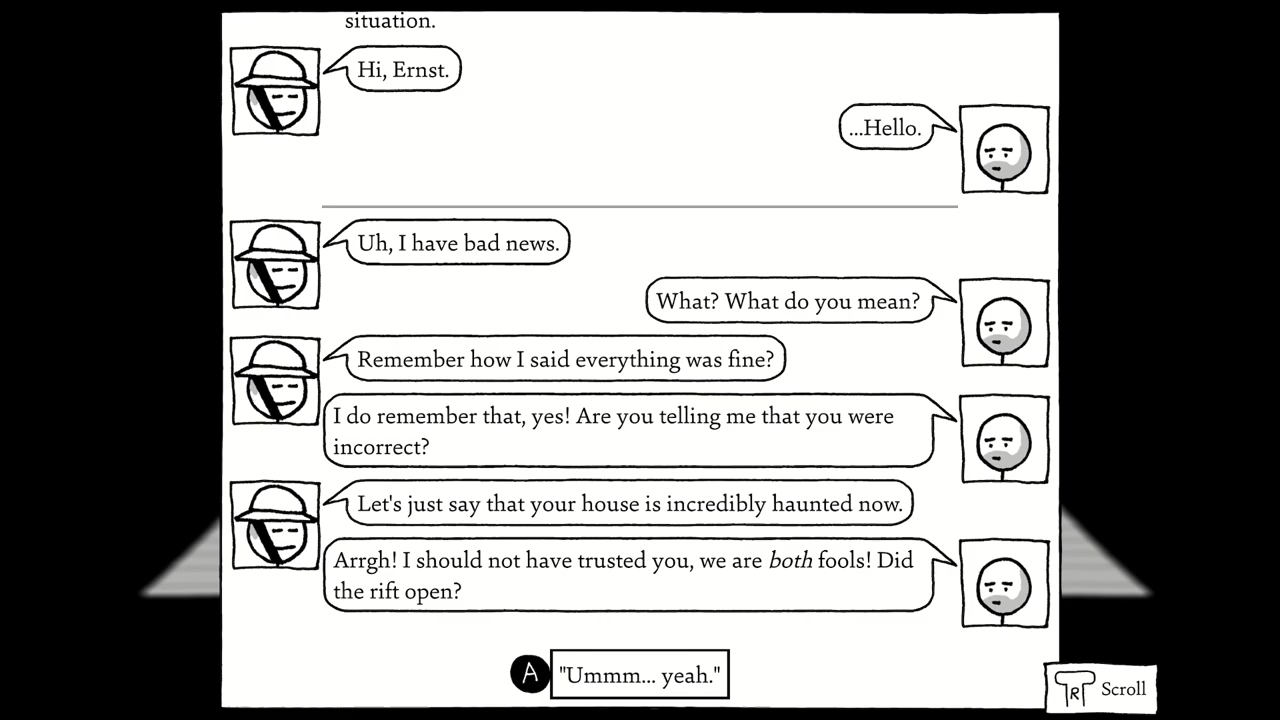 situation.
Hi, Ernst.
...Hello.
Uh, I have bad news.
What? What do you mean?
Remember how I said everything was fine?
I do remember that, yes! Are you telling me that you were
incorrect?
Let's just say that your house is incredibly haunted now.
Arrgh! I should not have trusted you, we are both fools! Did
the rift open?
A "Ummm... yeah."
R Scroll